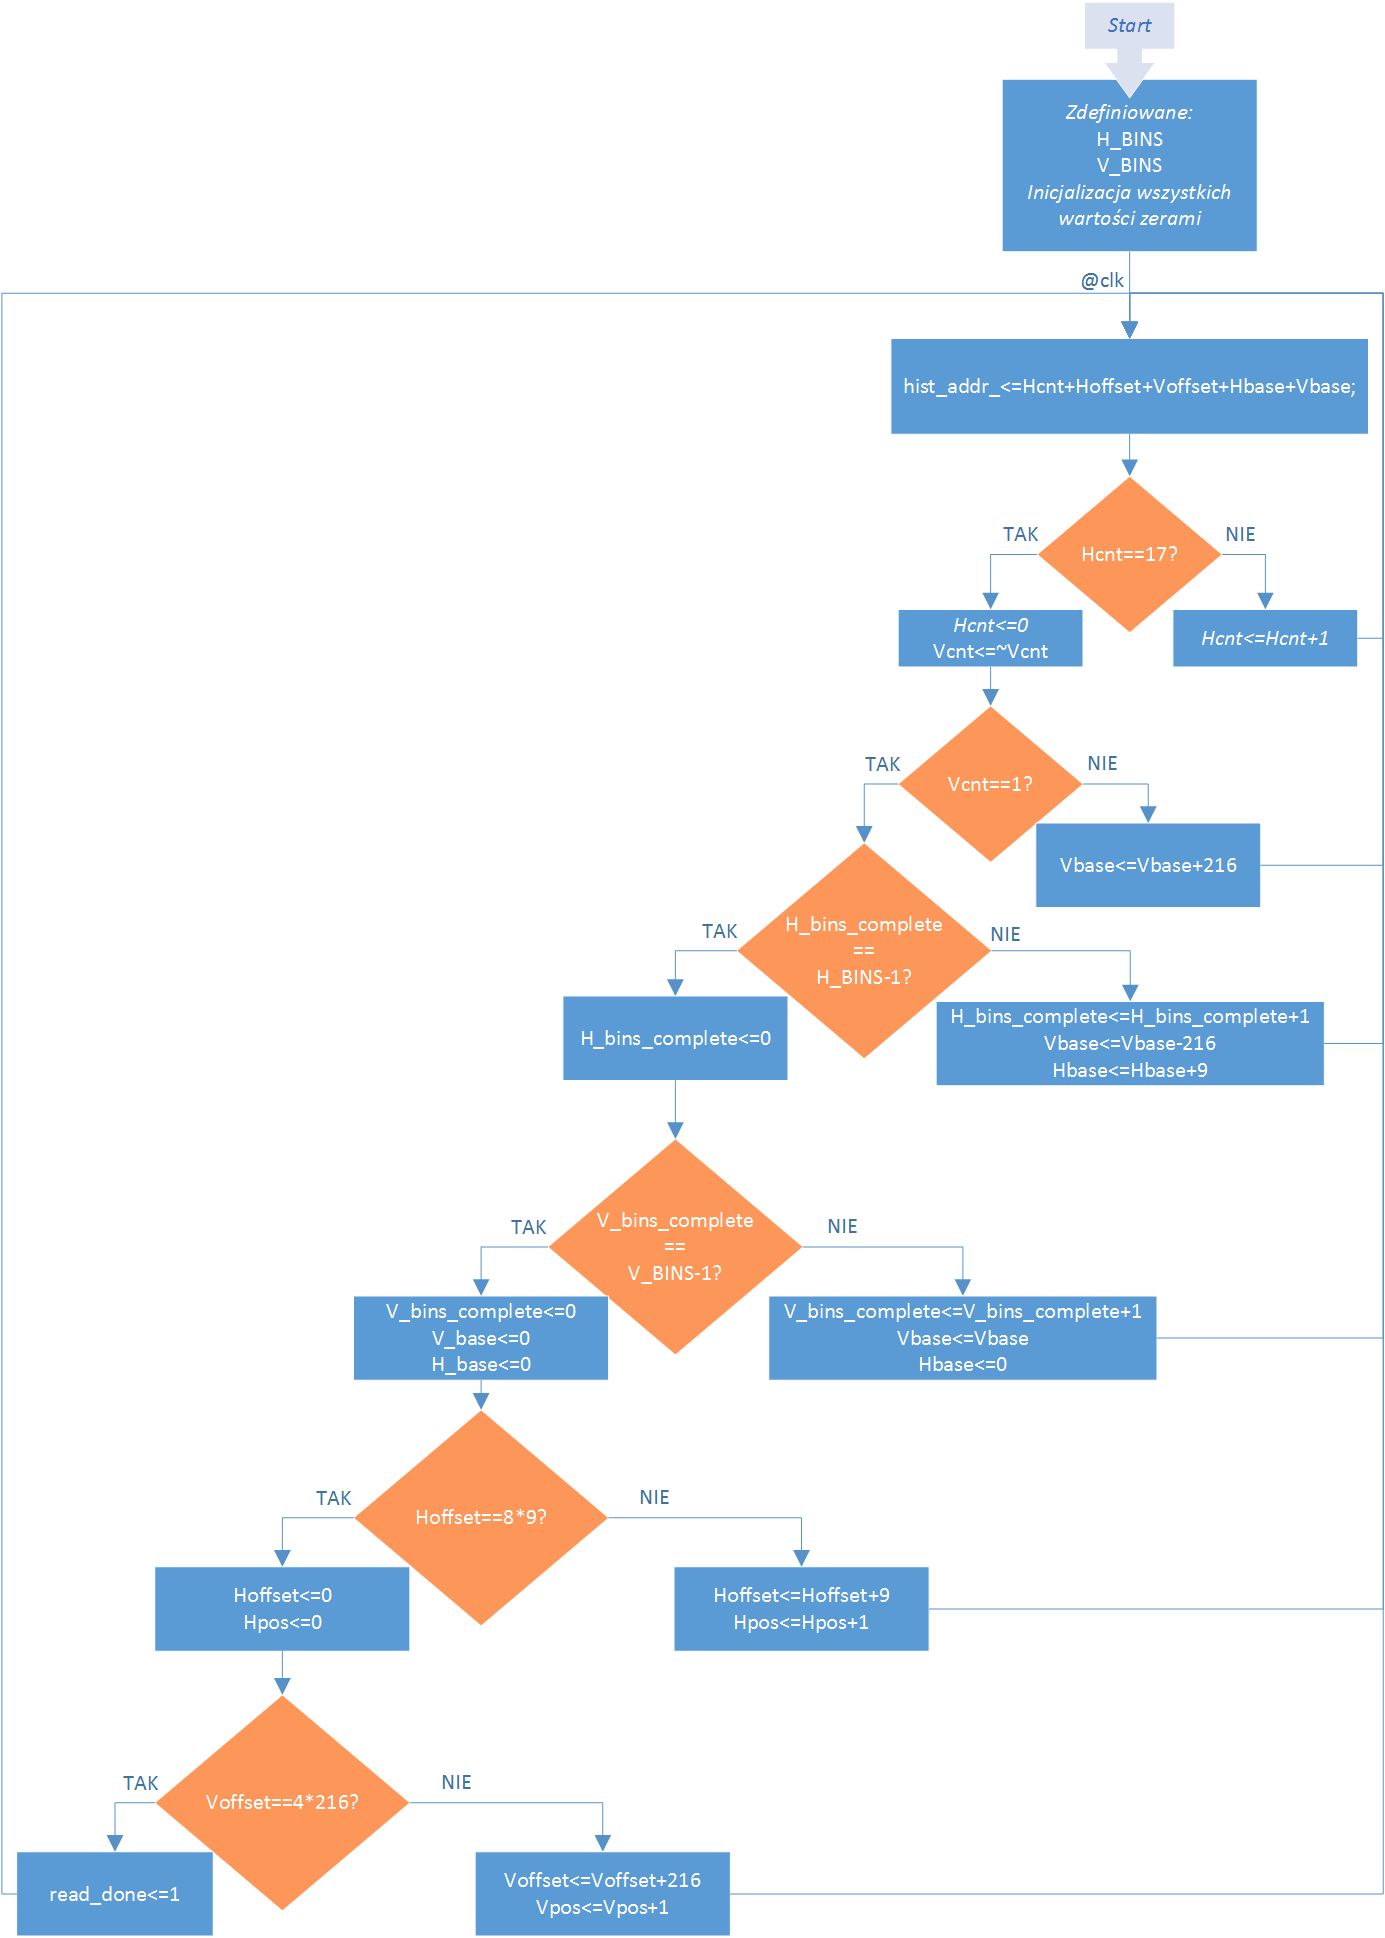 Start
Zdefiniowane:
H_BINS
V_BINS
Inicjalizacja wszystkich
wartości zerami
@clk
hist_addr_<=Hcnt+Hoffset+Voffset+Hbase+Vbase;
TAK
NIE
Hcnt==17?
Hcnt<=0
Vcnt<=~Vcnt
Hcnt<=Hcnt+1
TAK
NIE
Vcnt==1?
Vbase<=Vbase+216
TAK
NIE
H_bins_complete
==
H_BINS-1?
H_bins_complete<=0
H_bins_complete<=H_bins_complete+1
Vbase<=Vbase-216
Hbase<=Hbase+9
TAK
NIE
V_bins_complete
==
V_BINS-1?
V_bins_complete<=0
V_base<=0
H_base<=0
V_bins_complete<=V_bins_complete+1
Vbase<=Vbase
Hbase<=0
TAK
NIE
Hoffset==8*9?
Hoffset<=0
Hpos<=0
Hoffset<=Hoffset+9
Hpos<=Hpos+1
TAK
NIE
Voffset==4*216?
read_done<=1
Voffset<=Voffset+216
Vpos<=Vpos+1